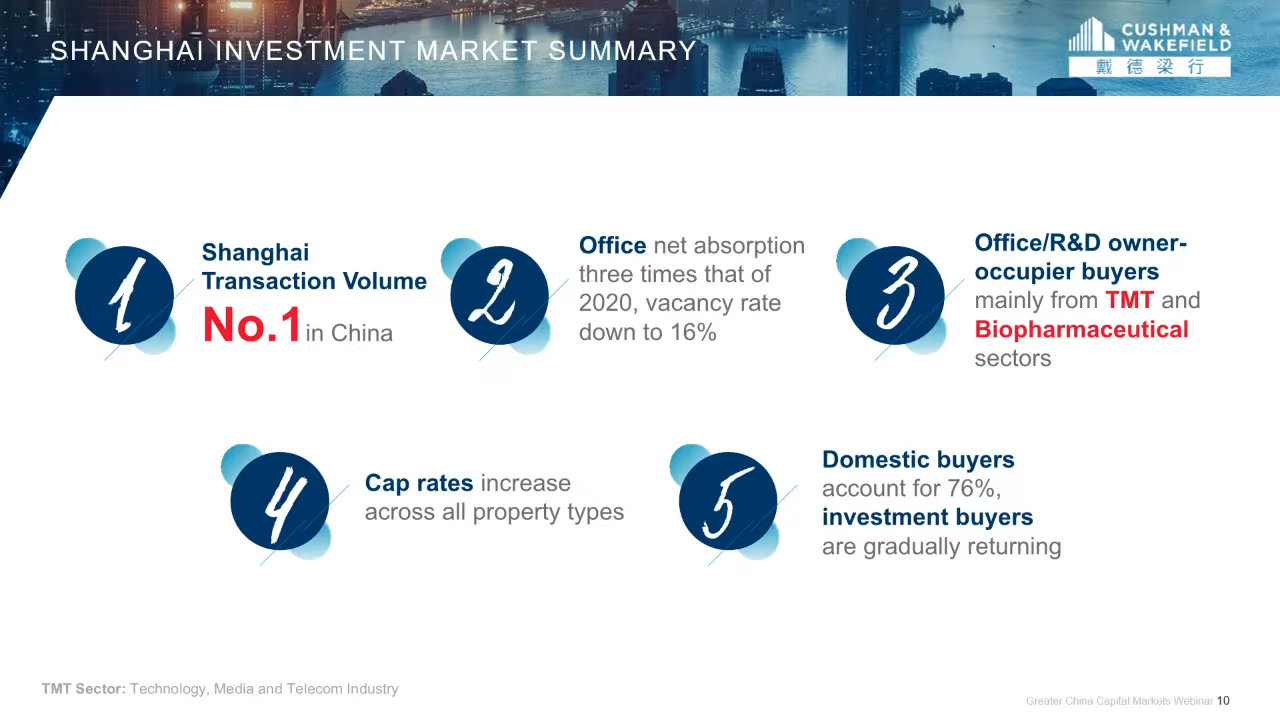 SHANGHAI INVESTMENT MARKET SUMMARY
CUSHMAN &
WAKEFIELD
戴德梁行
1
Shanghai
Transaction Volume
No.1 in China
2
Office net absorption
three times that of
2020, vacancy rate
down to 16%
3
Office/R&D owner-
occupier buyers
mainly from TMT and
Biopharmaceutical
sectors
4
Cap rates increase
across all property types
5
Domestic buyers
account for 76%,
investment buyers
are gradually returning
TMT Sector: Technology, Media and Telecom Industry
Greater China Capital Markets Webinar 10